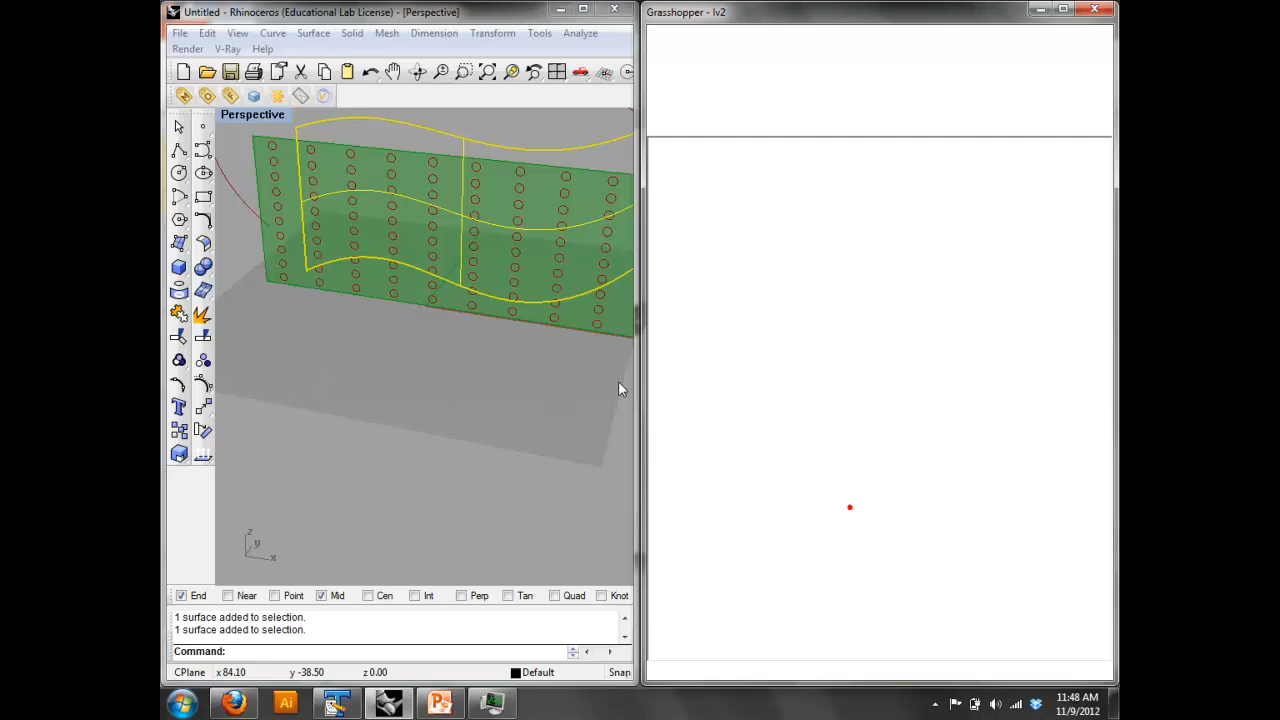 Untitled - Rhinoceros (Educational Lab License) - [Perspective]
File Edit View Curve Surface Solid Mesh Dimension Transform Tools Analyze
Render V-Ray Help
Perspective
z
y
x
End Near Point Mid Cen Int Perp Tan Quad Knot
1 surface added to selection.
1 surface added to selection.
Command:
CPlane x 84.10 y -38.50 z 0.00 Default Snap
Grasshopper - lv2
Ai
11:48 AM
11/9/2012